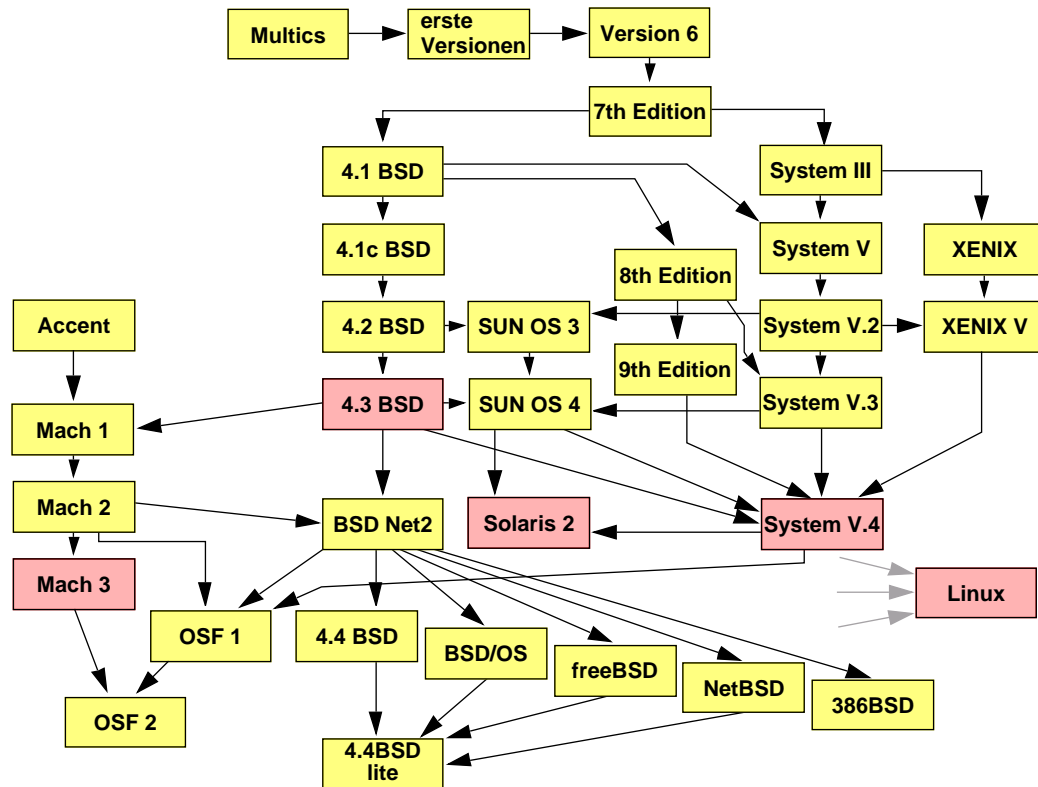 Multics
erste
Versionen
Version 6
7th Edition
4.1 BSD
System III
4.1c BSD
8th Edition
System V
XENIX
Accent
4.2 BSD
SUN OS 3
System V.2
XENIX V
9th Edition
Mach 1
4.3 BSD
SUN OS 4
System V.3
Mach 2
BSD Net2
Solaris 2
System V.4
Mach 3
Linux
OSF 1
4.4 BSD
BSD/OS
freeBSD
NetBSD
386BSD
OSF 2
4.4BSD
lite